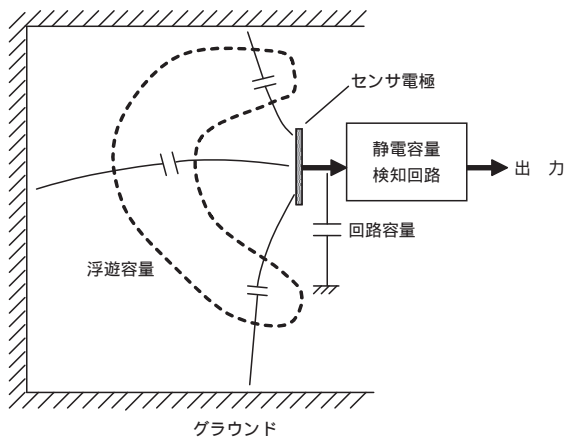 センサ電極
静電容量
検知回路
出 力
回路容量
浮遊容量
グラウンド